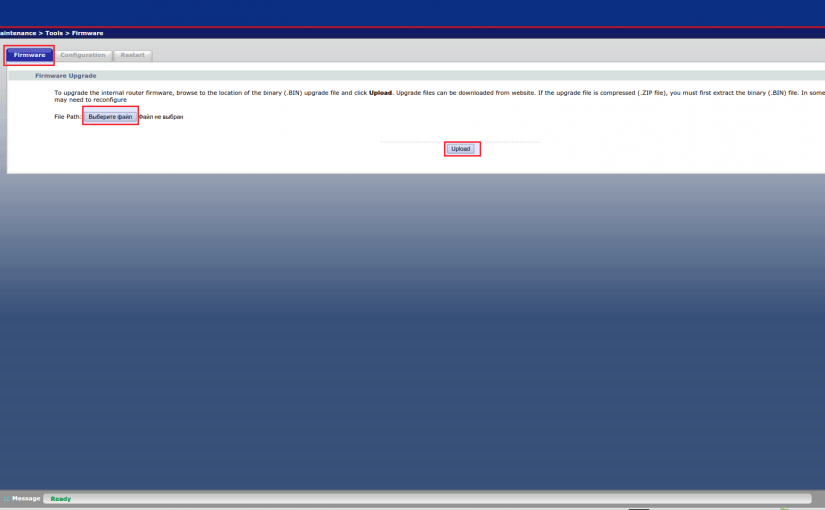 aintenance > Tools > Firmware
Firmware Configuration Restart
Firmware Upgrade
To upgrade the internal router firmware, browse to the location of the binary (.BIN) upgrade file and click Upload. Upgrade files can be downloaded from website. If the upgrade file is compressed (.ZIP file), you must first extract the binary (.BIN) file. In some
may need to reconfigure
File Path: Выберите файл Файл не выбран
Upload
:: Message Ready